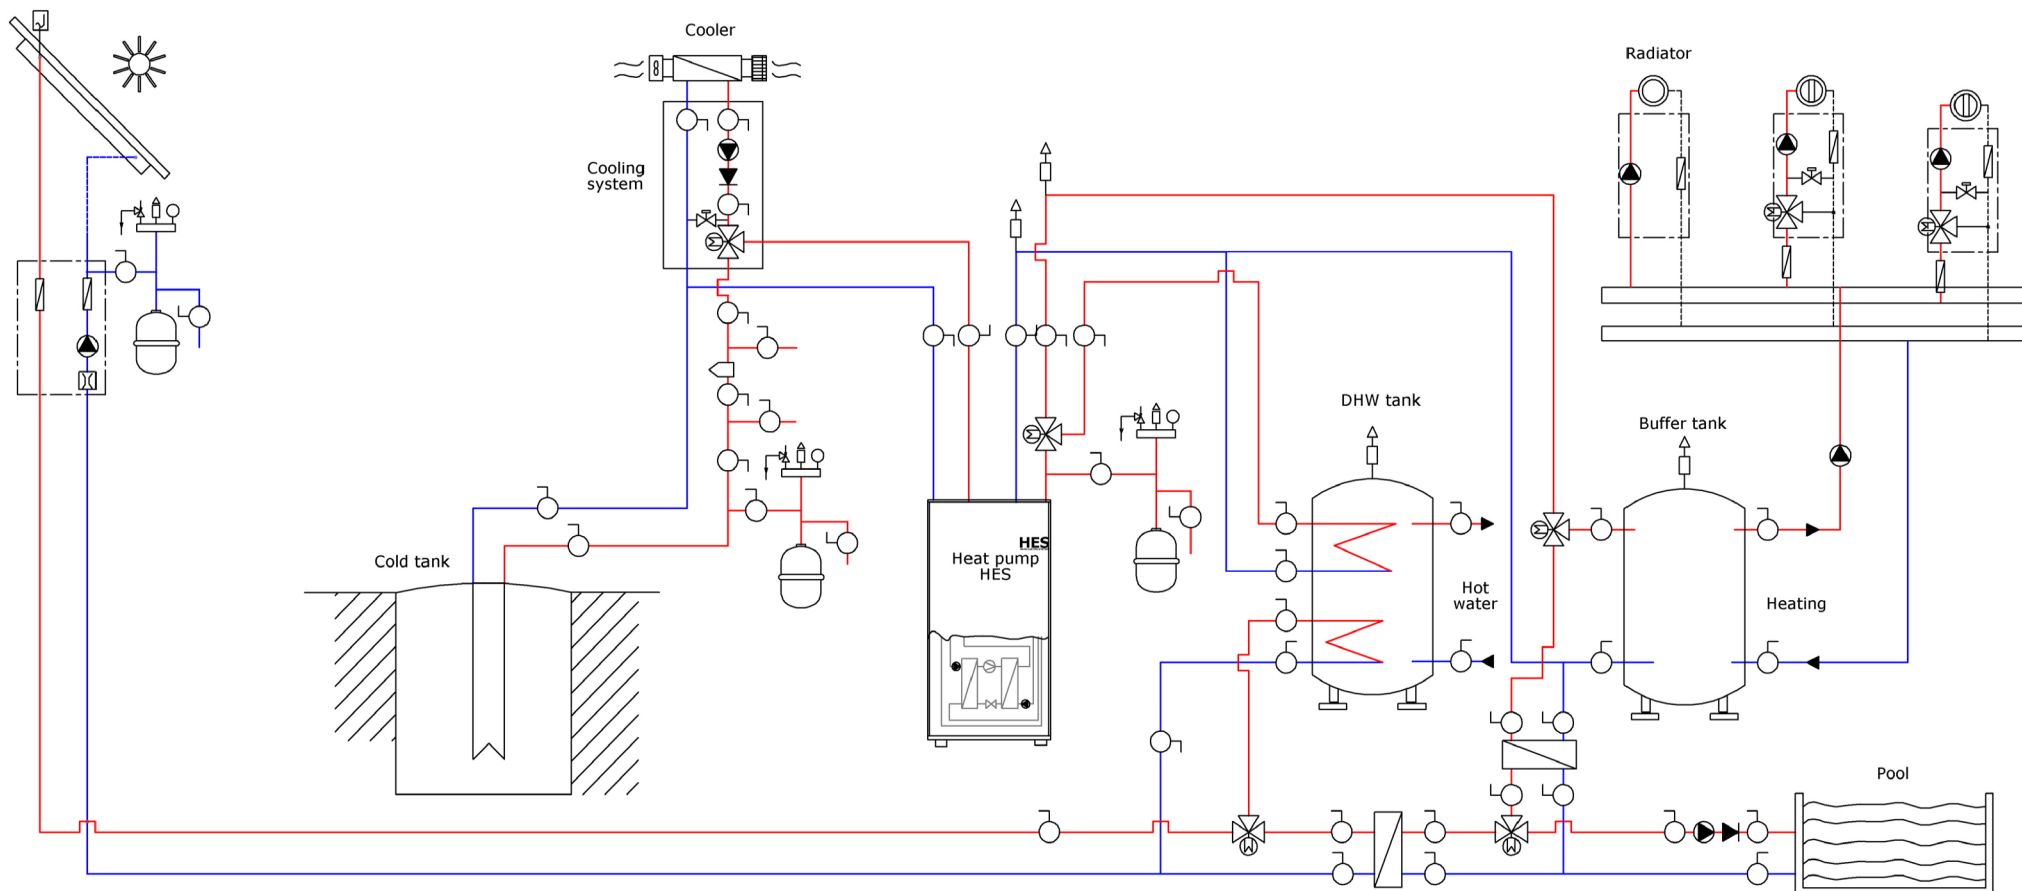 Cooler
Radiator
Cooling
system
DHW tank
Buffer tank
HES
Heat pump
HES
Cold tank
Hot
water
Heating
Pool